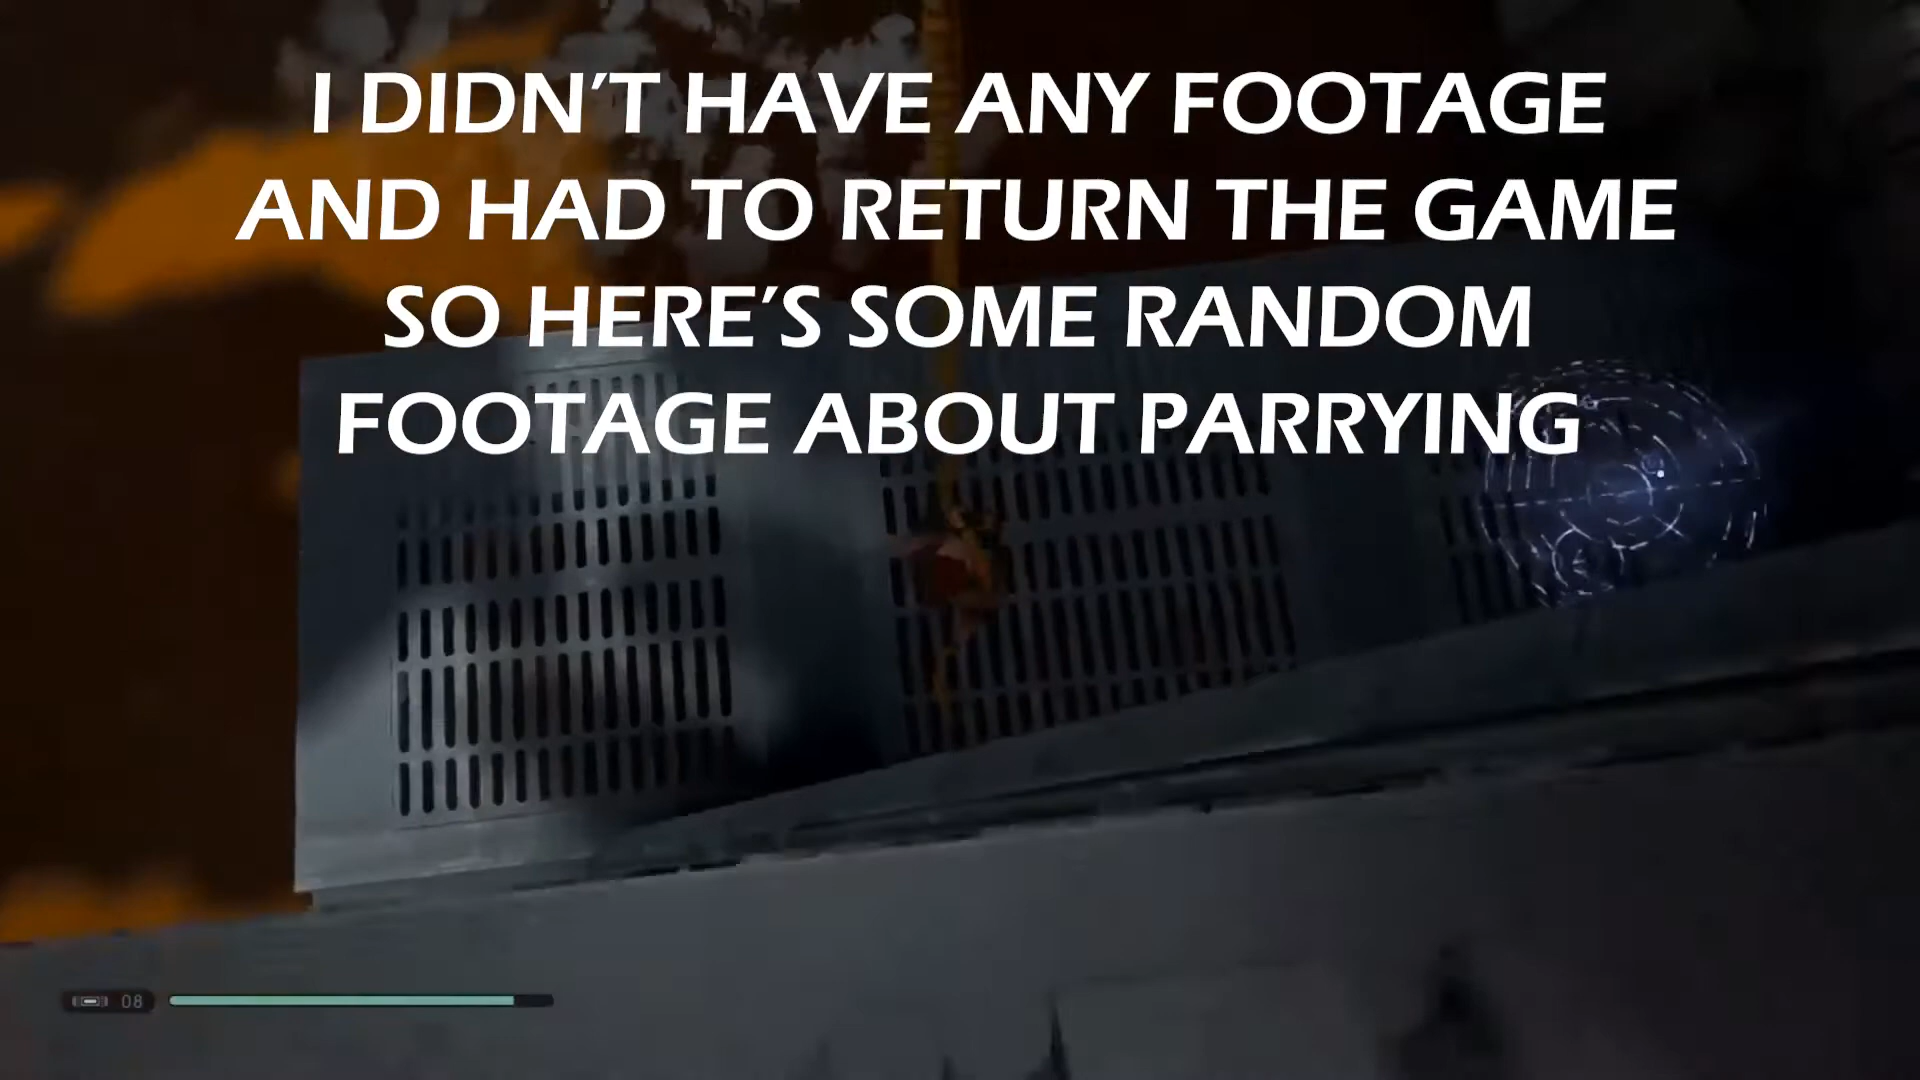 I DIDN'T HAVE ANY FOOTAGE
AND HAD TO RETURN THE GAME
SO HERE'S SOME RANDOM
FOOTAGE ABOUT PARRYING
08